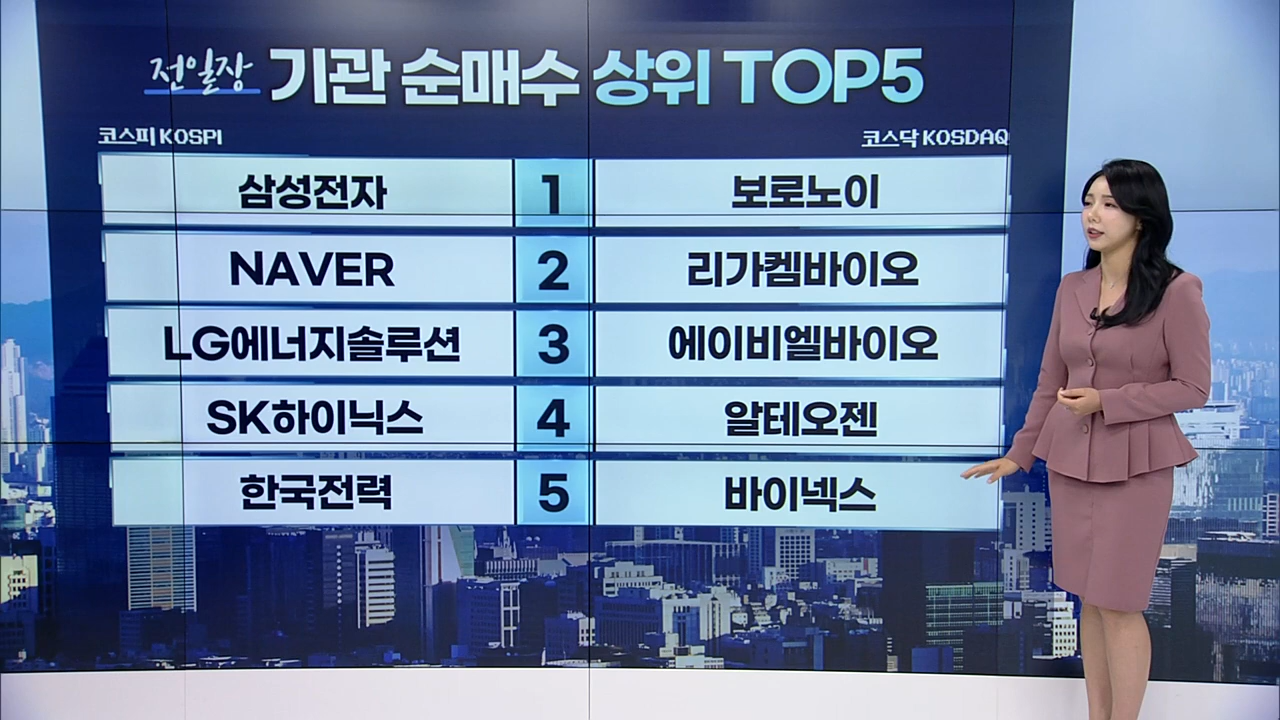 전일장 기관 순매수 상위 TOP5
코스피 KOSPI 코스닥 KOSDAQ
삼성전자 1 보로노이
NAVER 2 리가켐바이오
LG에너지솔루션 3 에이비엘바이오
SK하이닉스 4 알테오젠
한국전력 5 바이넥스